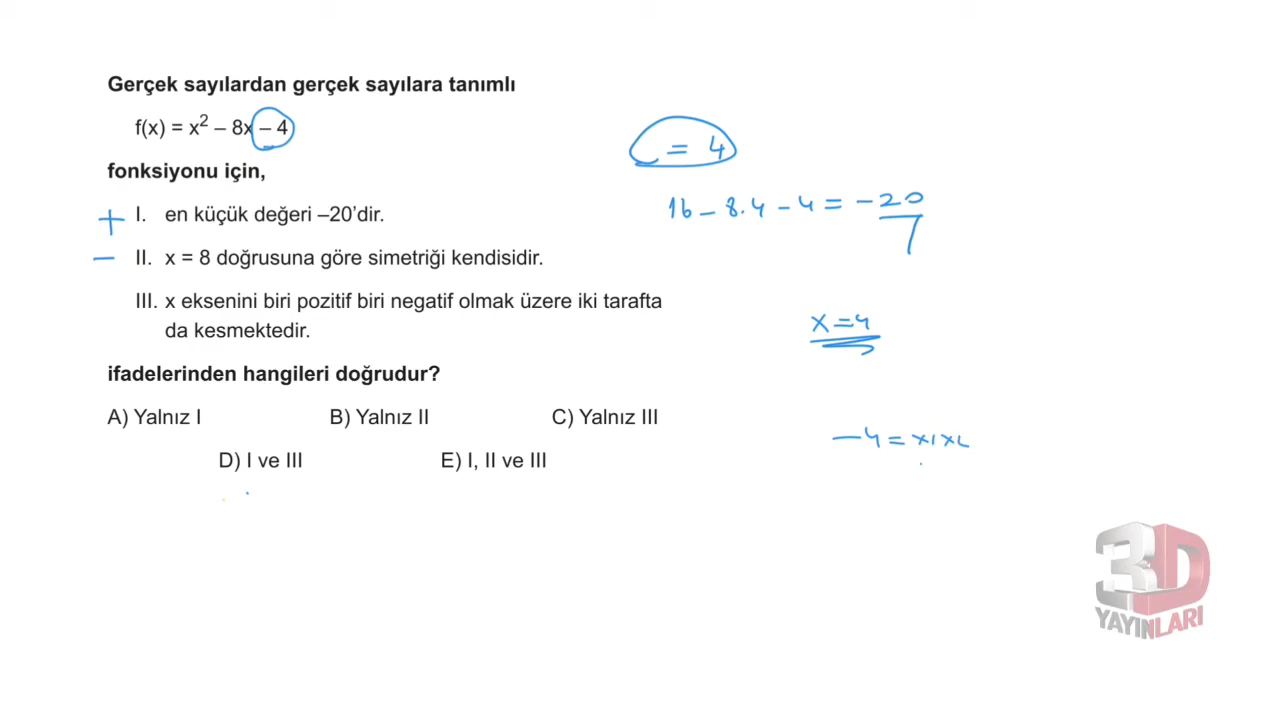 Gerçek sayılardan gerçek sayılara tanımlı
f(x) = x² – 8x – 4
fonksiyonu için,
+ I. en küçük değeri –20'dir.
– II. x = 8 doğrusuna göre simetriği kendisidir.
III. x eksenini biri pozitif biri negatif olmak üzere iki tarafta
da kesmektedir.
ifadelerinden hangileri doğrudur?
A) Yalnız I B) Yalnız II C) Yalnız III
D) I ve III E) I, II ve III
= 4
16 – 8.4 – 4 = –20
x=4
–4 = x1x2
3D
YAYINLARI